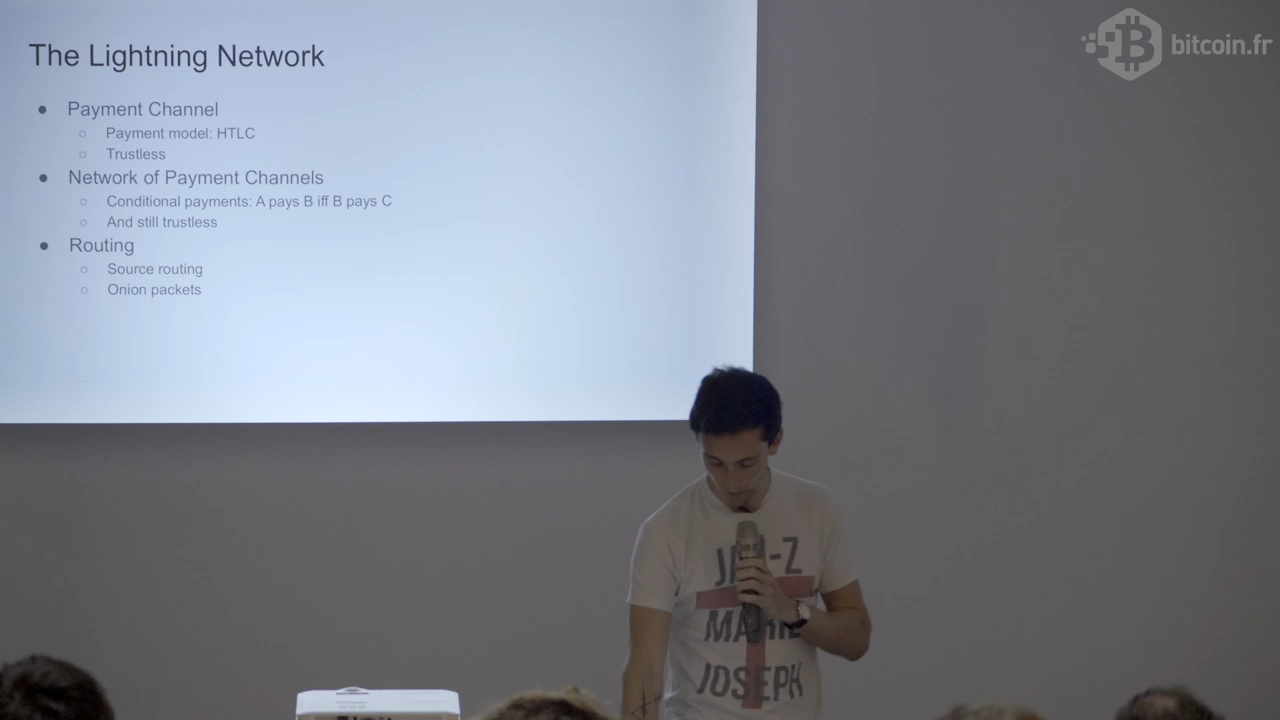 The Lightning Network
● Payment Channel
○ Payment model: HTLC
○ Trustless
● Network of Payment Channels
○ Conditional payments: A pays B iff B pays C
○ And still trustless
● Routing
○ Source routing
○ Onion packets
bitcoin.fr
JOSEPH